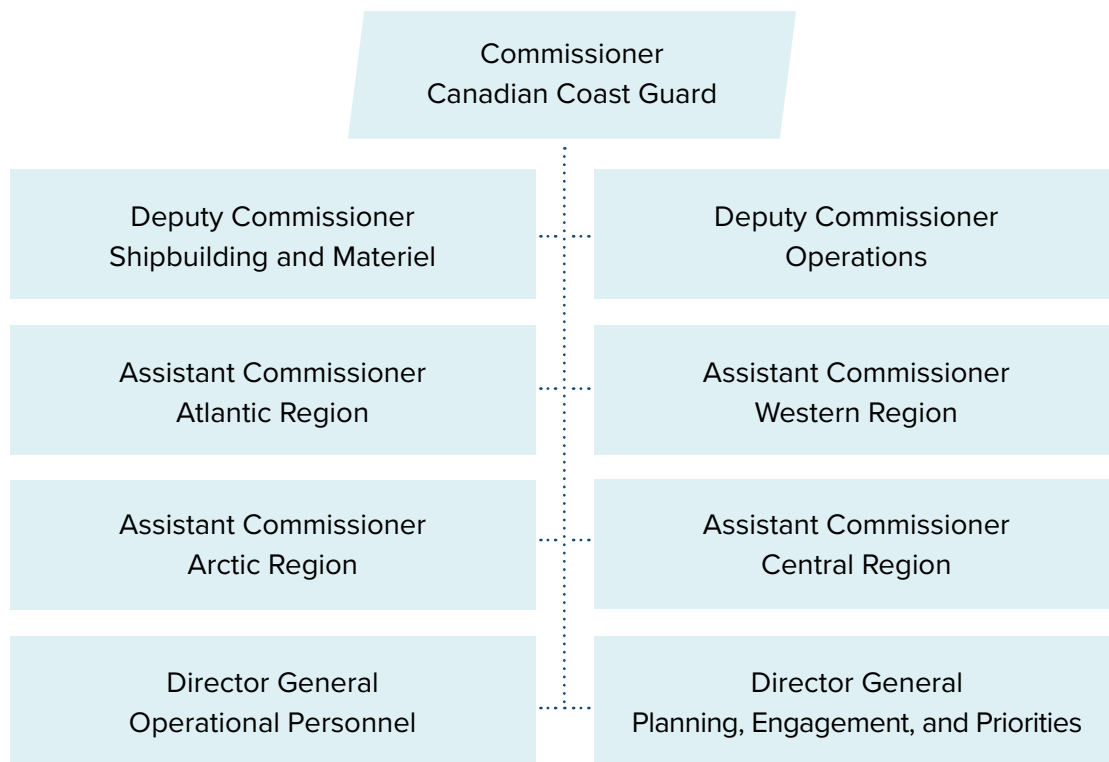 Commissioner
Canadian Coast Guard
Deputy Commissioner
Shipbuilding and Materiel
Deputy Commissioner
Operations
Assistant Commissioner
Atlantic Region
Assistant Commissioner
Western Region
Assistant Commissioner
Arctic Region
Assistant Commissioner
Central Region
Director General
Operational Personnel
Director General
Planning, Engagement, and Priorities